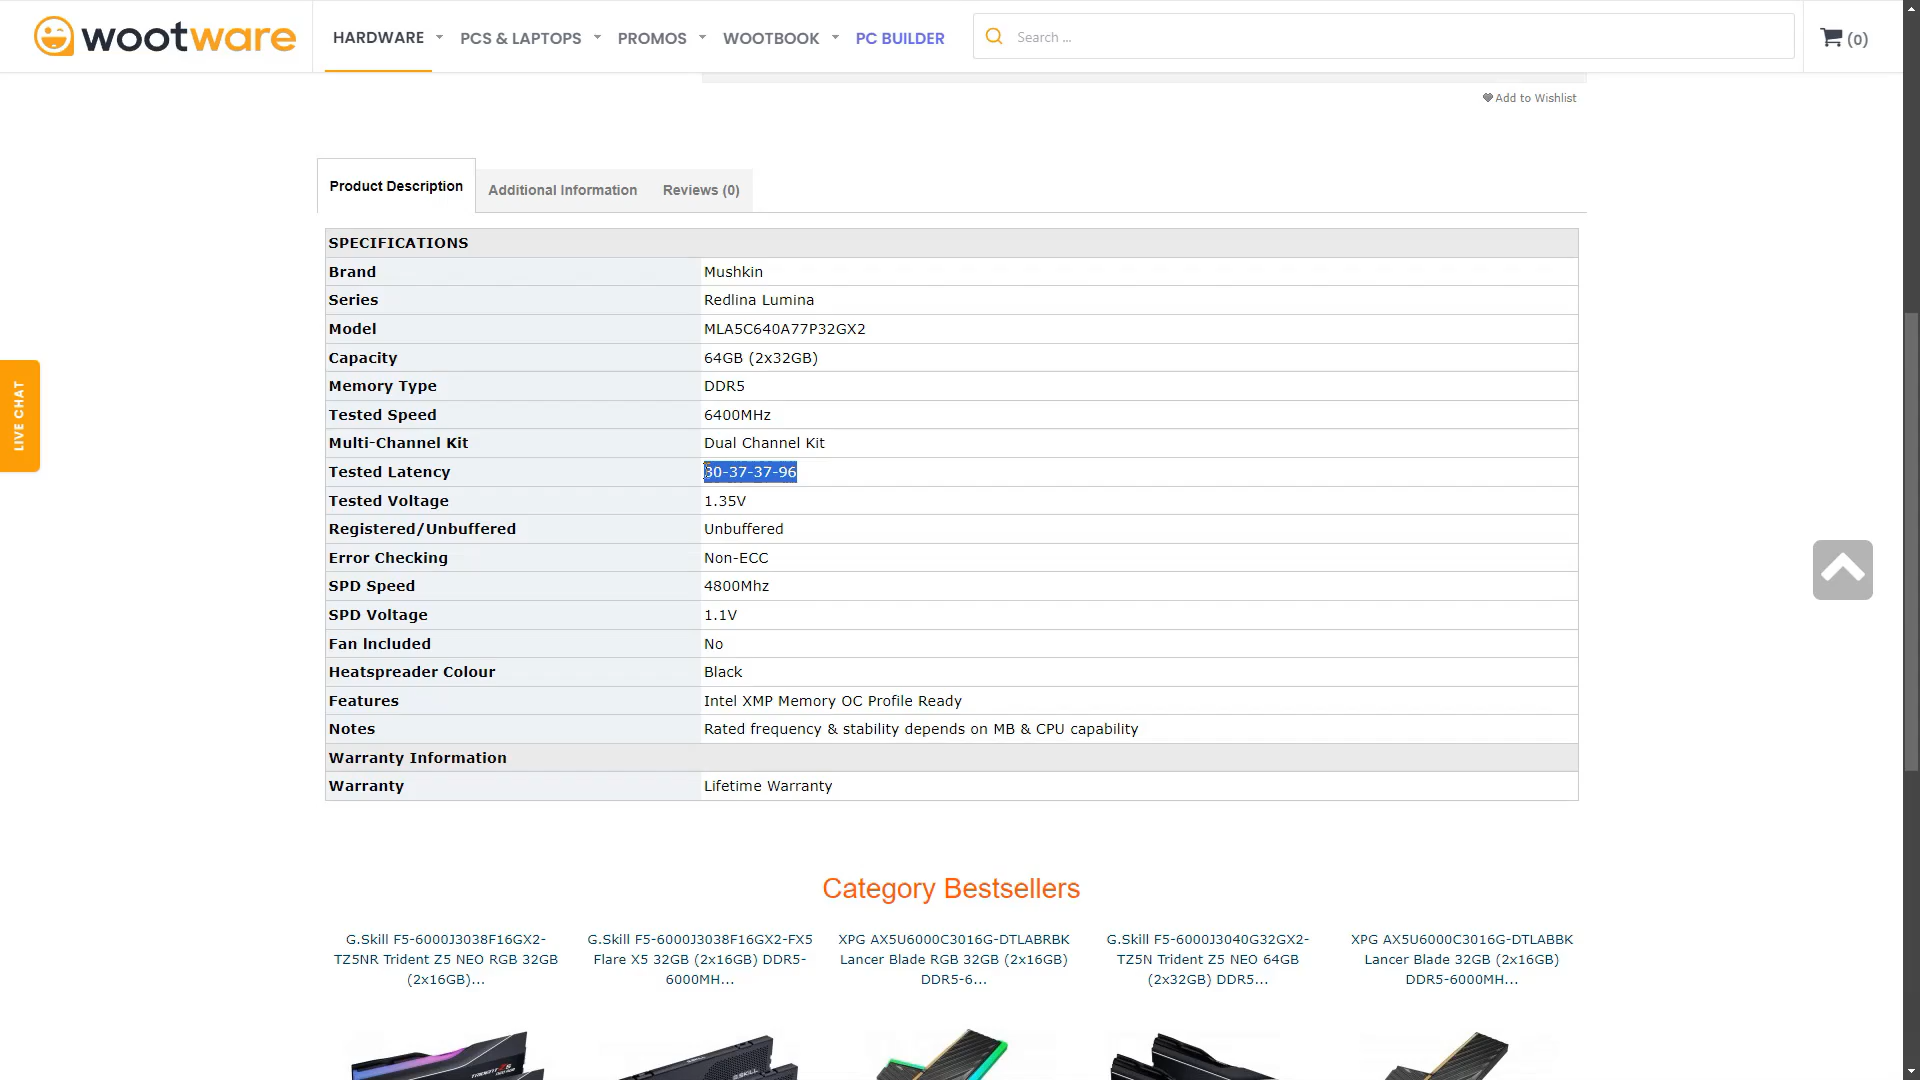 wootware
HARDWARE
PCS & LAPTOPS
PROMOS
WOOTBOOK
PC BUILDER
Search ...
(0)
Add to Wishlist
LIVE CHAT
Product Description
Additional Information
Reviews (0)
SPECIFICATIONS
Brand Mushkin
Series Redlina Lumina
Model MLA5C640A77P32GX2
Capacity 64GB (2x32GB)
Memory Type DDR5
Tested Speed 6400MHz
Multi-Channel Kit Dual Channel Kit
Tested Latency 30-37-37-96
Tested Voltage 1.35V
Registered/Unbuffered Unbuffered
Error Checking Non-ECC
SPD Speed 4800Mhz
SPD Voltage 1.1V
Fan Included No
Heatspreader Colour Black
Features Intel XMP Memory OC Profile Ready
Notes Rated frequency & stability depends on MB & CPU capability
Warranty Information
Warranty Lifetime Warranty
Category Bestsellers
G.Skill F5-6000J3038F16GX2-
TZ5NR Trident Z5 NEO RGB 32GB
(2x16GB)...
G.Skill F5-6000J3038F16GX2-FX5
Flare X5 32GB (2x16GB) DDR5-
6000MH...
XPG AX5U6000C3016G-DTLABRBK
Lancer Blade RGB 32GB (2x16GB)
DDR5-6...
G.Skill F5-6000J3040G32GX2-
TZ5N Trident Z5 NEO 64GB
(2x32GB) DDR5...
XPG AX5U6000C3016G-DTLABBK
Lancer Blade 32GB (2x16GB)
DDR5-6000MH...